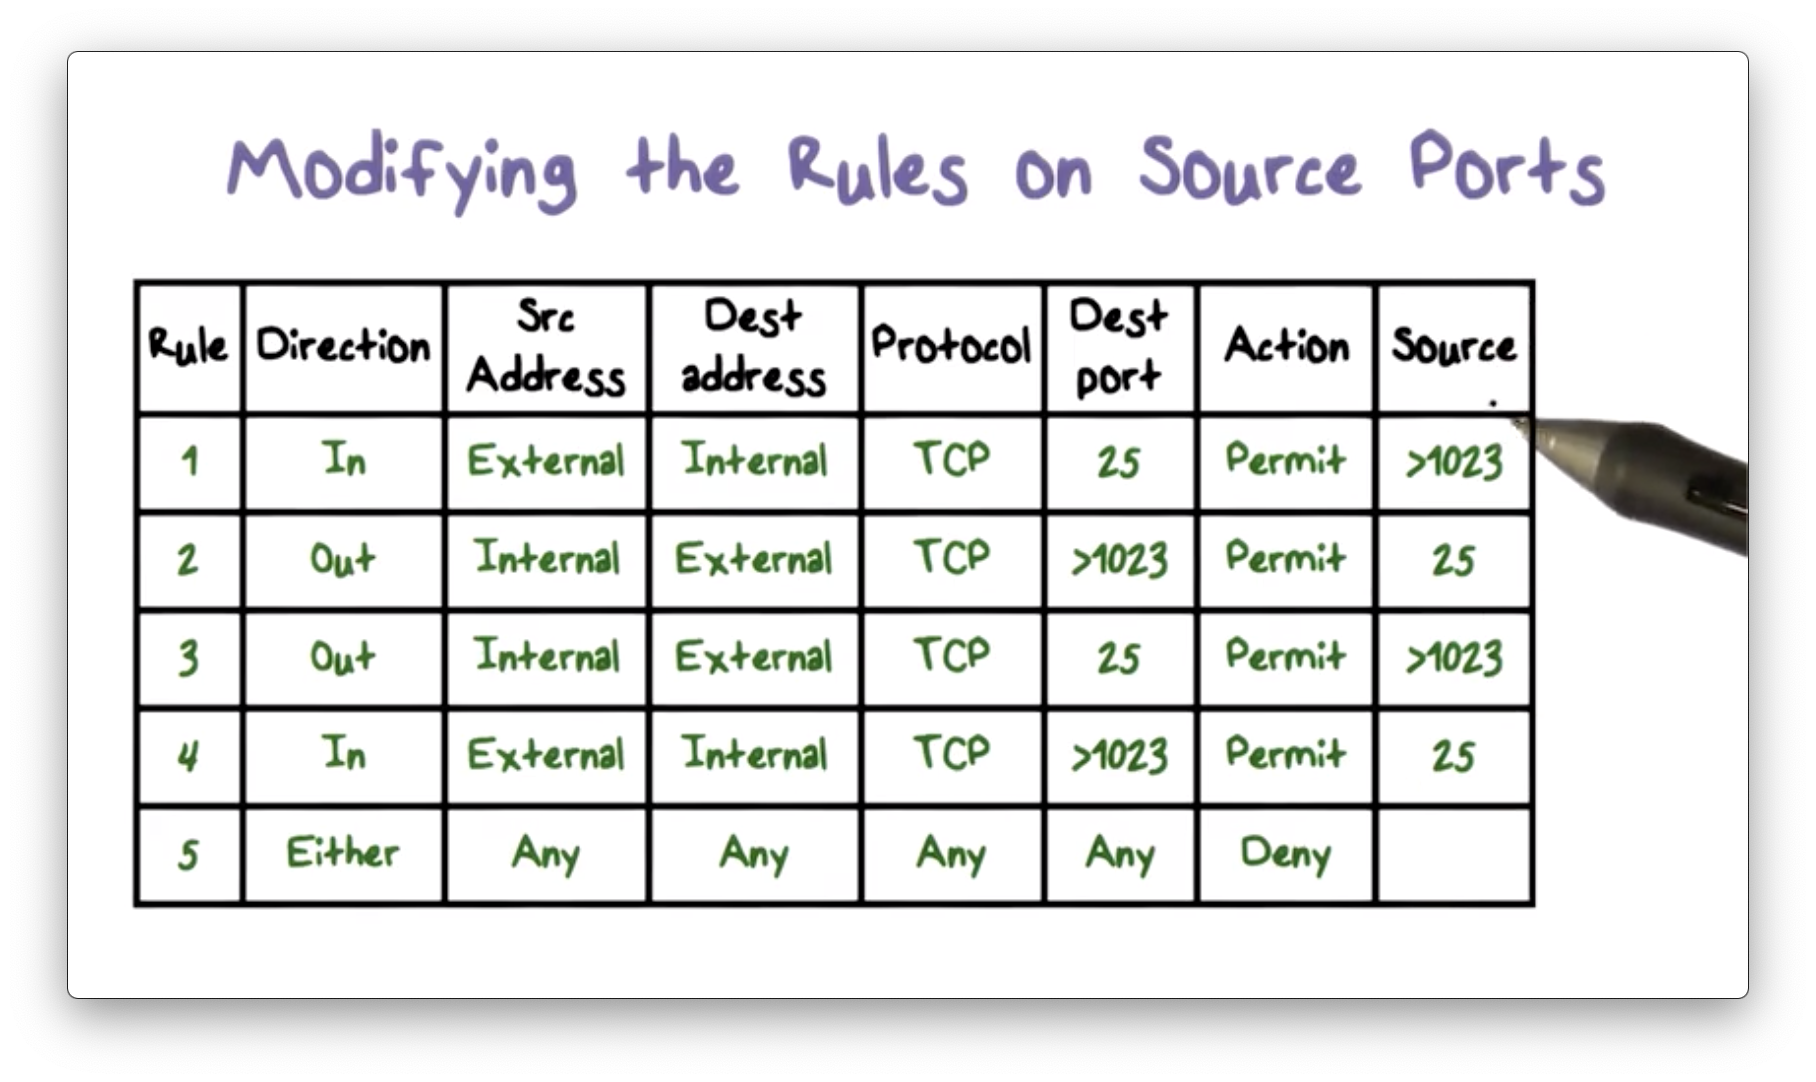 Modifying the Rules on Source Ports
Rule Direction Src Address Dest address Protocol Dest port Action Source
1 In External Internal TCP 25 Permit >1023
2 Out Internal External TCP >1023 Permit 25
3 Out Internal External TCP 25 Permit >1023
4 In External Internal TCP >1023 Permit 25
5 Either Any Any Any Any Deny